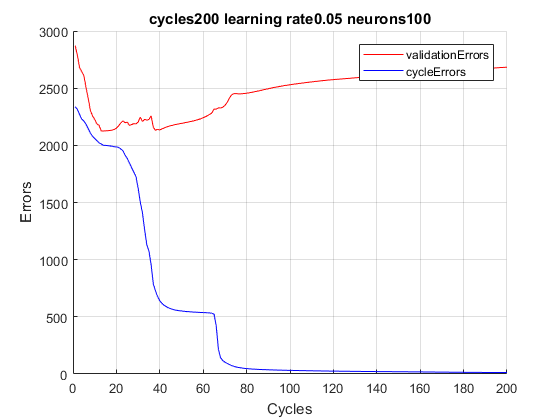 cycles200 learning rate0.05 neurons100
validationErrors
cycleErrors
Errors
3000
2500
2000
1500
1000
500
0
0 20 40 60 80 100 120 140 160 180 200
Cycles